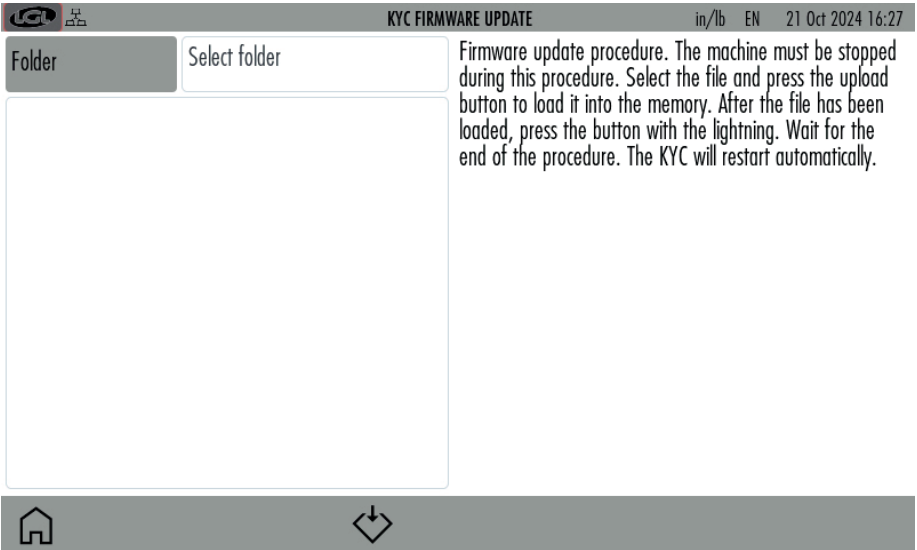 LGL
KYC FIRMWARE UPDATE
in/lb EN 21 Oct 2024 16:27
Folder
Select folder
Firmware update procedure. The machine must be stopped
during this procedure. Select the file and press the upload
button to load it into the memory. After the file has been
loaded, press the button with the lightning. Wait for the
end of the procedure. The KYC will restart automatically.